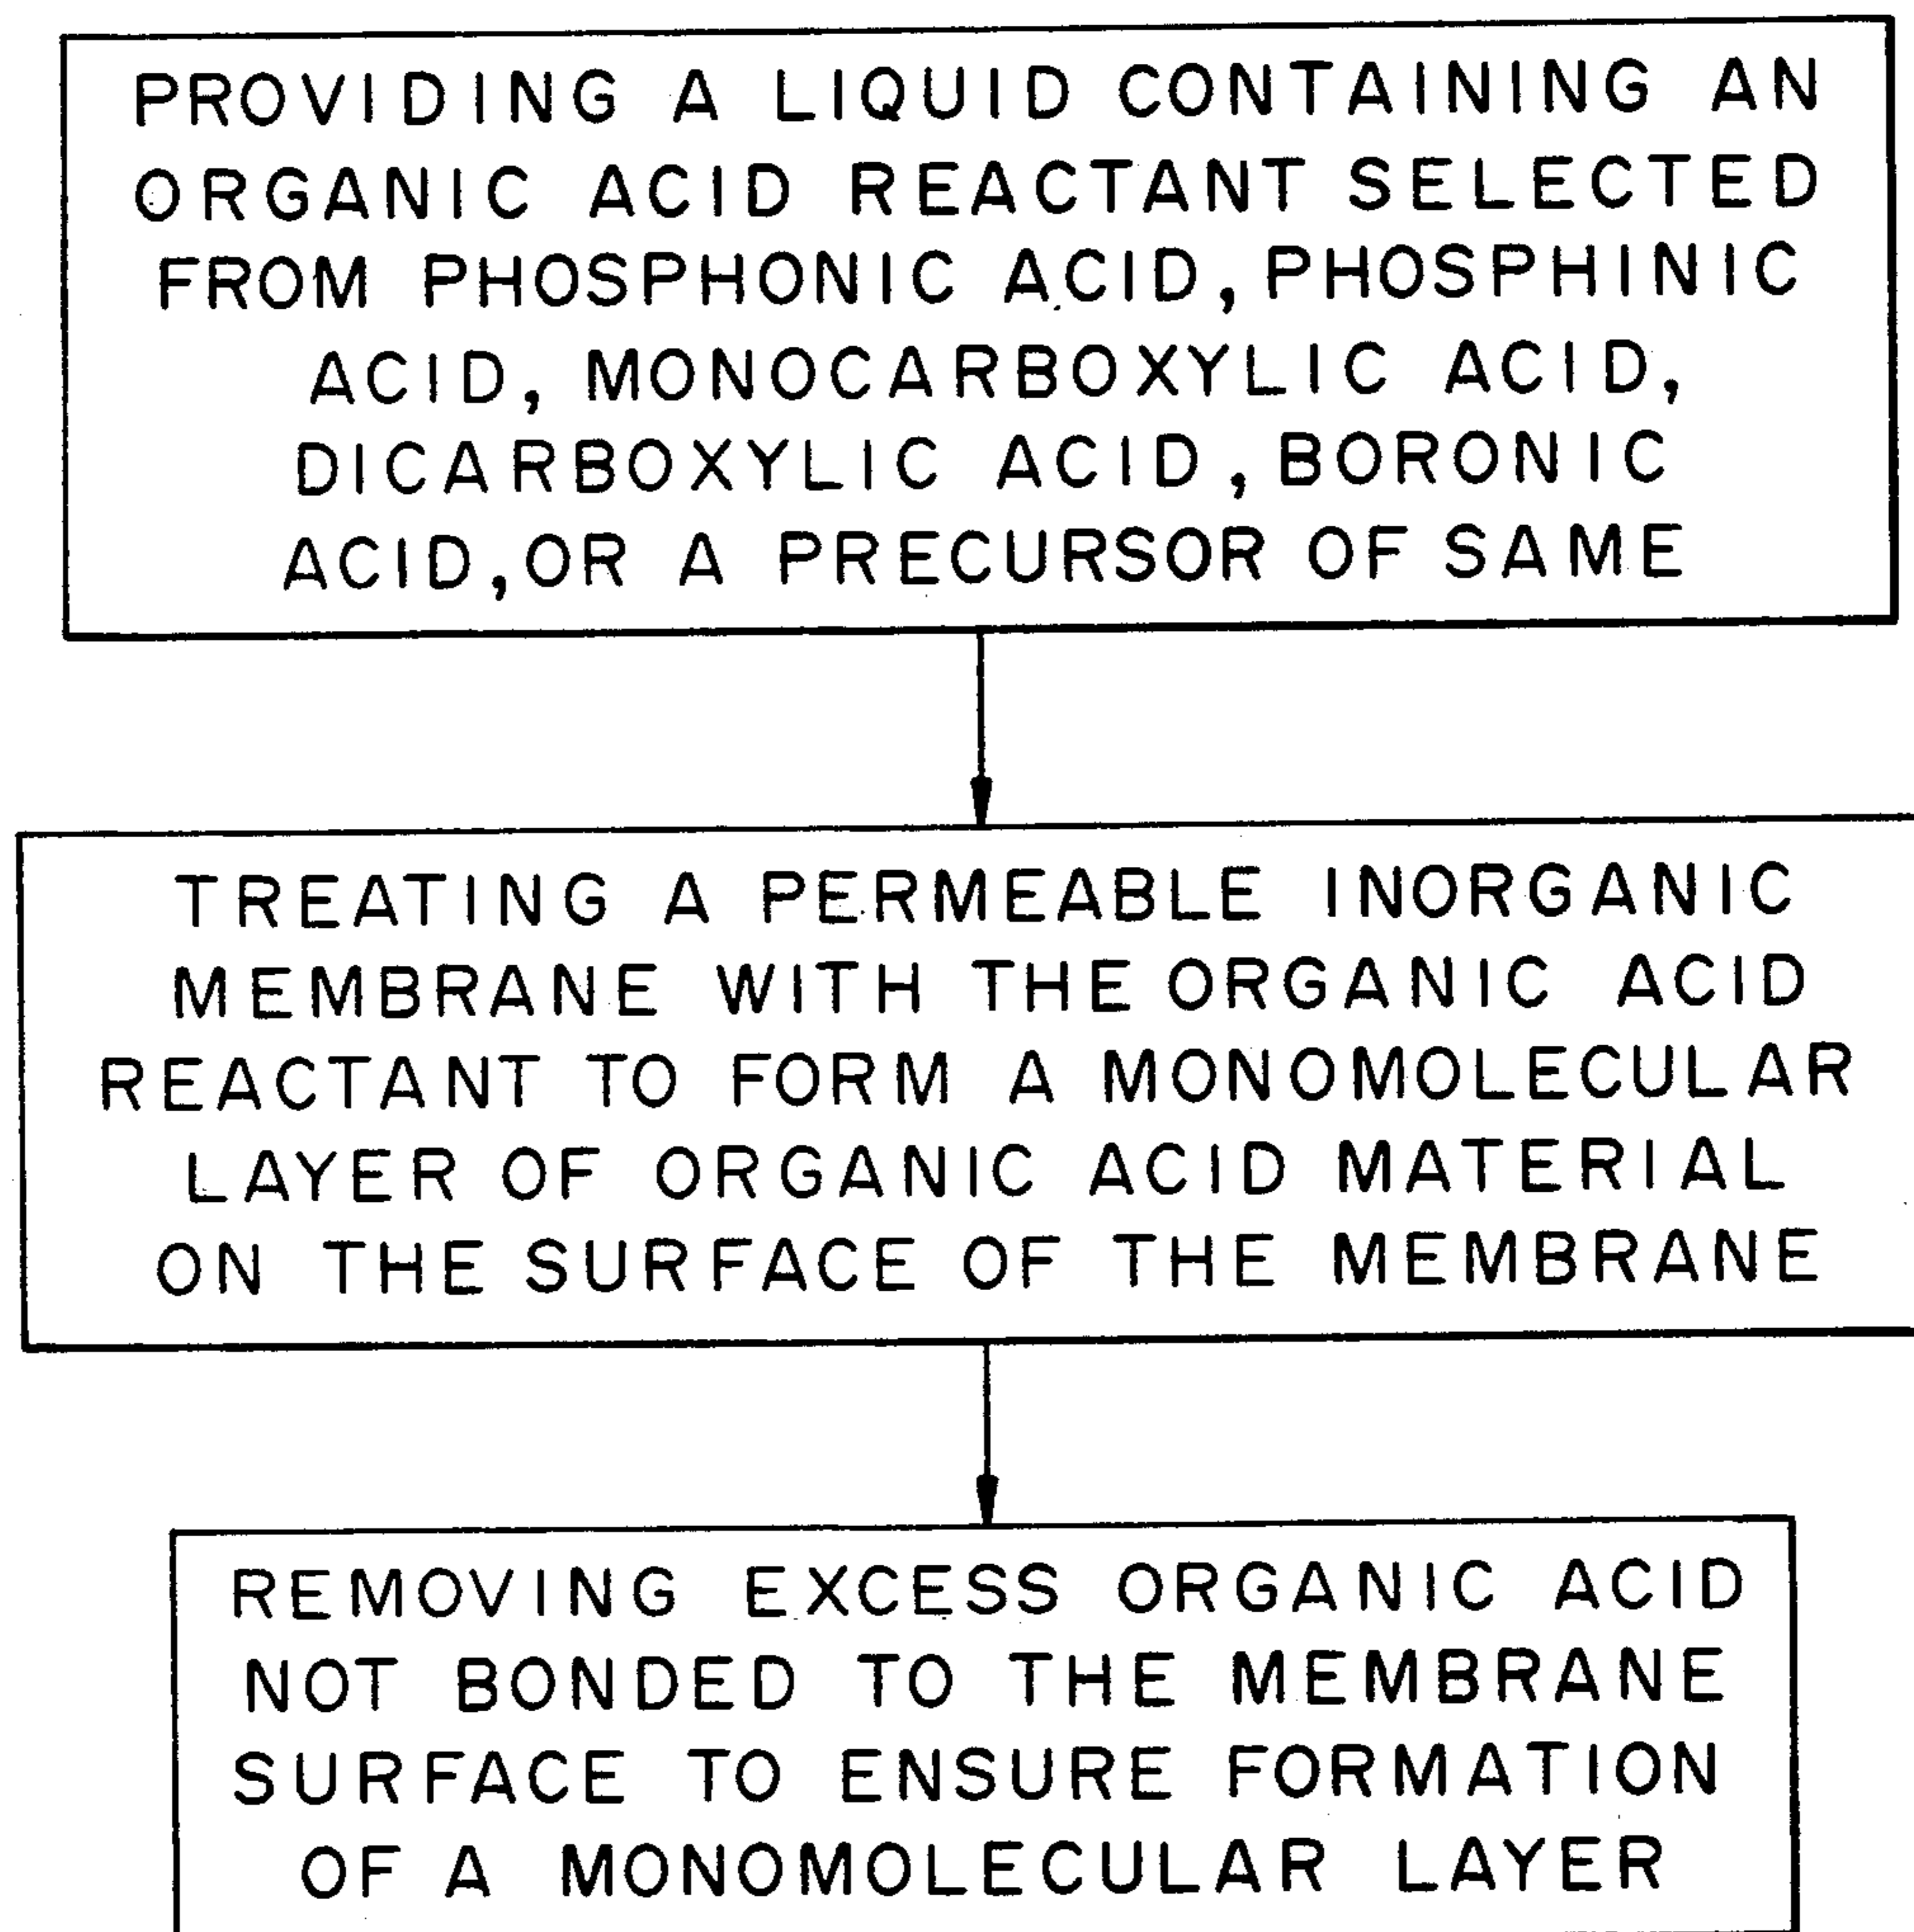 PROVIDING A LIQUID CONTAINING AN
ORGANIC ACID REACTANT SELECTED
FROM PHOSPHONIC ACID, PHOSPHINIC
ACID, MONOCARBOXYLIC ACID,
DICARBOXYLIC ACID, BORONIC
ACID, OR A PRECURSOR OF SAME
TREATING A PERMEABLE INORGANIC
MEMBRANE WITH THE ORGANIC ACID
REACTANT TO FORM A MONOMOLECULAR
LAYER OF ORGANIC ACID MATERIAL
ON THE SURFACE OF THE MEMBRANE
REMOVING EXCESS ORGANIC ACID
NOT BONDED TO THE MEMBRANE
SURFACE TO ENSURE FORMATION
OF A MONOMOLECULAR LAYER